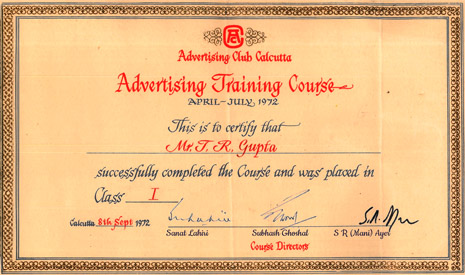 Advertising Club Calcutta
Advertising Training Course
APRIL-JULY, 1972
This is to certify that
Mr. T. R. Gupta
successfully completed the Course and was placed in
Class I
Calcutta 8th Sept 1972
Sanat Lahiri Subhash Ghoshal S R (Mani) Ayer
Course Directors